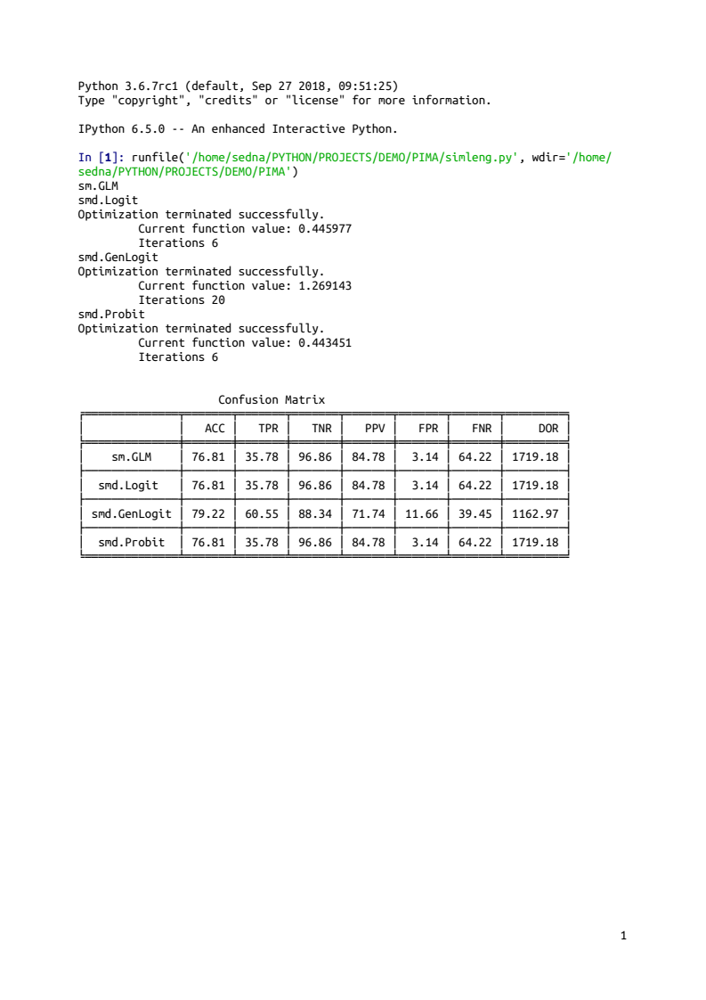 Python 3.6.7rc1 (default, Sep 27 2018, 09:51:25)
Type "copyright", "credits" or "license" for more information.
IPython 6.5.0 -- An enhanced Interactive Python.
In [1]: runfile('/home/sedna/PYTHON/PROJECTS/DEMO/PIMA/simleng.py', wdir='/home/
sedna/PYTHON/PROJECTS/DEMO/PIMA')
sm.GLM
smd.Logit
Optimization terminated successfully.
Current function value: 0.445977
Iterations 6
smd.GenLogit
Optimization terminated successfully.
Current function value: 1.269143
Iterations 20
smd.Probit
Optimization terminated successfully.
Current function value: 0.443451
Iterations 6
Confusion Matrix
ACC TPR TNR PPV FPR FNR DOR
sm.GLM 76.81 35.78 96.86 84.78 3.14 64.22 1719.18
smd.Logit 76.81 35.78 96.86 84.78 3.14 64.22 1719.18
smd.GenLogit 79.22 60.55 88.34 71.74 11.66 39.45 1162.97
smd.Probit 76.81 35.78 96.86 84.78 3.14 64.22 1719.18
1